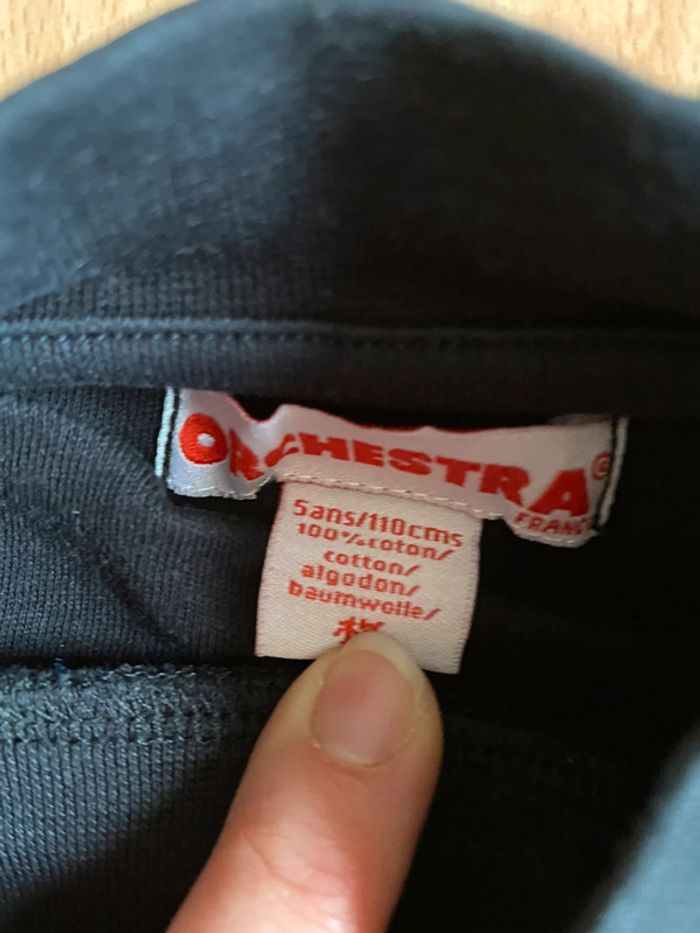 ORCHESTRA®
FRANCE
5ans/110cms
100%coton/
cotton/
algodon/
baumwolle/